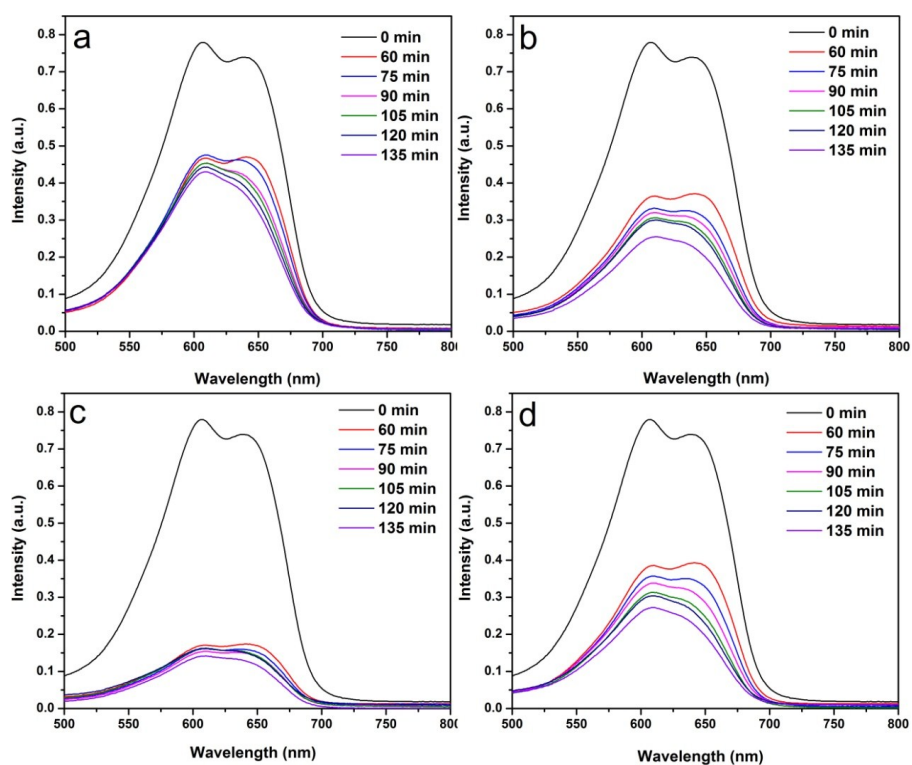 a
0 min
60 min
75 min
90 min
105 min
120 min
135 min
0.8
0.7
0.6
0.5
0.4
0.3
0.2
0.1
0.0
Intensity (a.u.)
500 550 600 650 700 750 800
Wavelength (nm)
b
0 min
60 min
75 min
90 min
105 min
120 min
135 min
0.8
0.7
0.6
0.5
0.4
0.3
0.2
0.1
0.0
Intensity (a.u.)
500 550 600 650 700 750 800
Wavelength (nm)
c
0 min
60 min
75 min
90 min
105 min
120 min
135 min
0.8
0.7
0.6
0.5
0.4
0.3
0.2
0.1
0.0
Intensity (a.u.)
500 550 600 650 700 750 800
Wavelength (nm)
d
0 min
60 min
75 min
90 min
105 min
120 min
135 min
0.8
0.7
0.6
0.5
0.4
0.3
0.2
0.1
0.0
Intensity (a.u.)
500 550 600 650 700 750 800
Wavelength (nm)